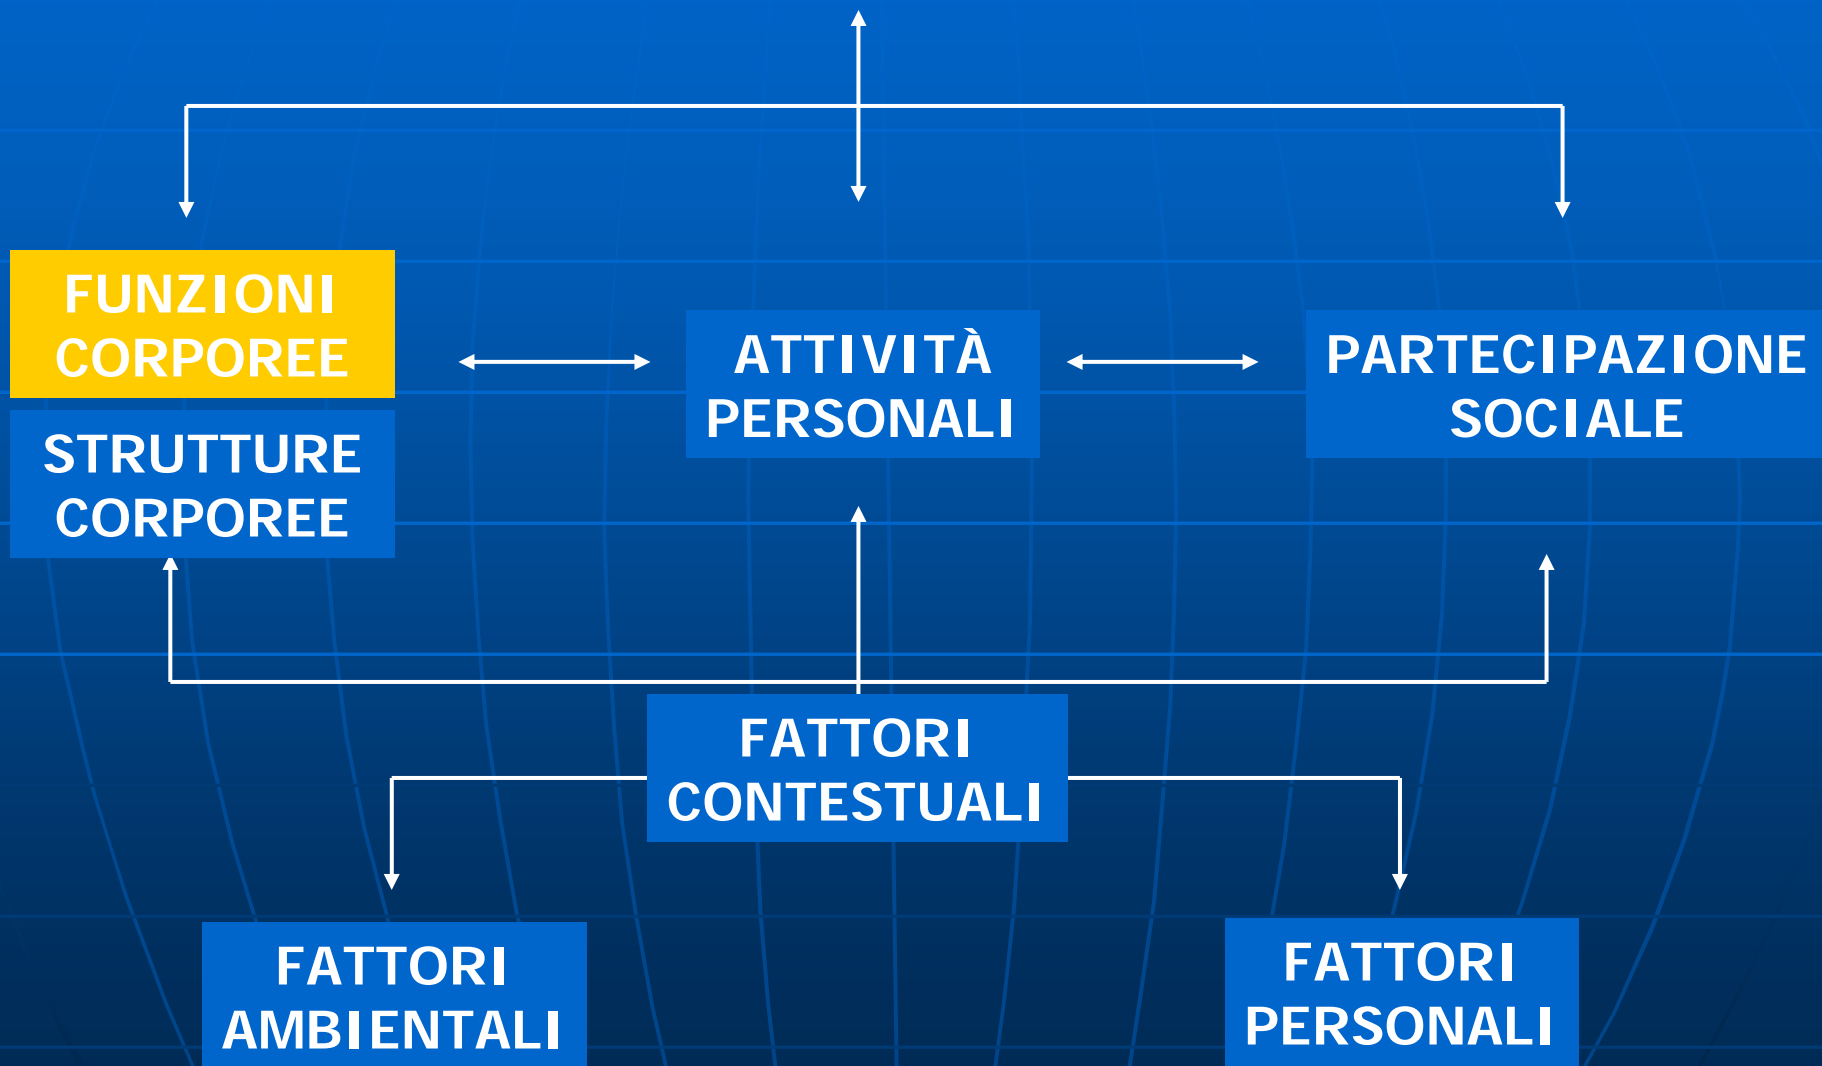 FUNZIONI
CORPOREE
STRUTTURE
CORPOREE
ATTIVITÀ
PERSONALI
PARTECIPAZIONE
SOCIALE
FATTORI
CONTESTUALI
FATTORI
AMBIENTALI
FATTORI
PERSONALI